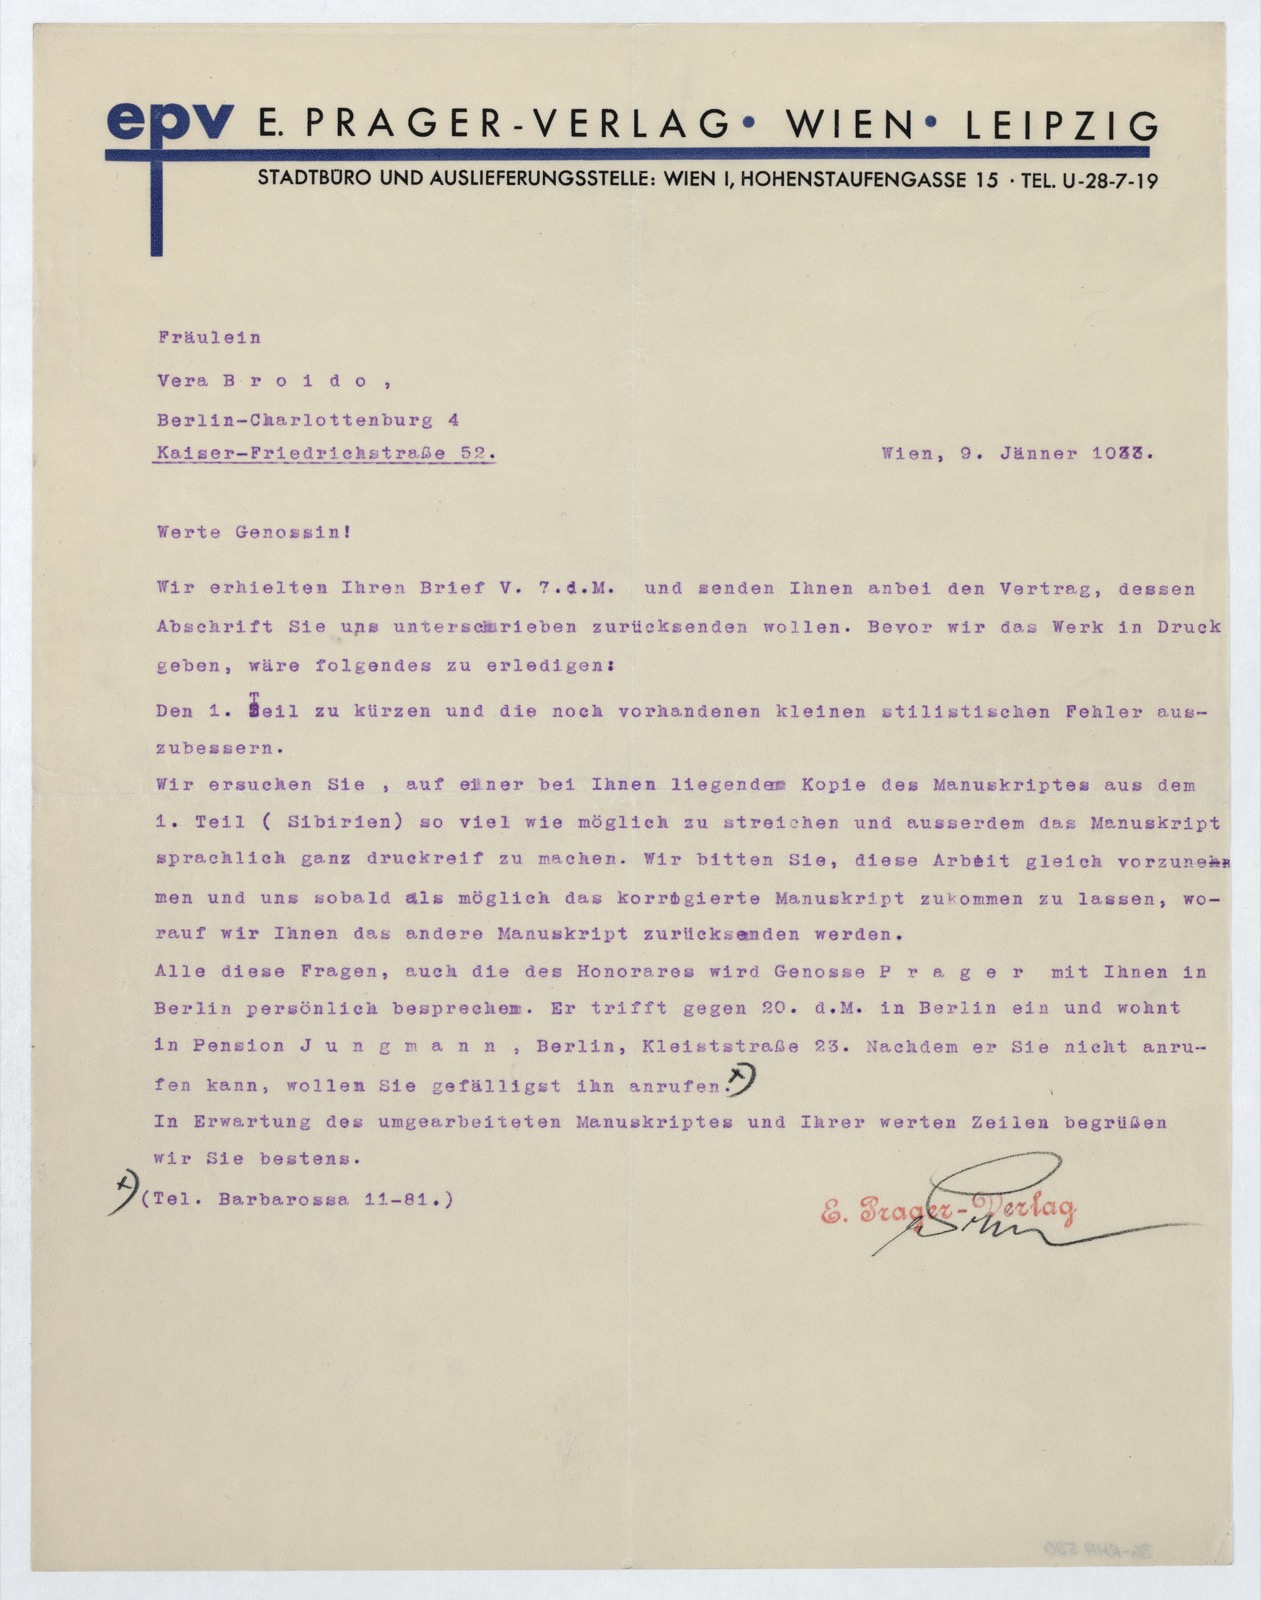 epv E. PRAGER-VERLAG • WIEN • LEIPZIG
STADTBÜRO UND AUSLIEFERUNGSSTELLE: WIEN I, HOHENSTAUFENGASSE 15 · TEL. U-28-7-19
Fräulein
Vera B r o i d o ,
Berlin-Charlottenburg 4
Kaiser-Friedrichstraße 52.
Wien, 9. Jänner 1033.
Werte Genossin!
Wir erhielten Ihren Brief V. 7.d.M. und senden Ihnen anbei den Vertrag, dessen
Abschrift Sie uns unterschrieben zurücksenden wollen. Bevor wir das Werk in Druck
geben, wäre folgendes zu erledigen:
Den 1. Teil zu kürzen und die noch vorhandenen kleinen stilistischen Fehler aus-
zubessern.
Wir ersuchen Sie , auf einer bei Ihnen liegenden Kopie des Manuskriptes aus dem
1. Teil ( Sibirien) so viel wie möglich zu streichen und ausserdem das Manuskript
sprachlich ganz druckreif zu machen. Wir bitten Sie, diese Arbeit gleich vorzuneh-
men und uns sobald als möglich das korrigierte Manuskript zukommen zu lassen, wo-
rauf wir Ihnen das andere Manuskript zurücksenden werden.
Alle diese Fragen, auch die des Honorares wird Genosse P r a g e r mit Ihnen in
Berlin persönlich besprechen. Er trifft gegen 20. d.M. in Berlin ein und wohnt
in Pension J u n g m a n n , Berlin, Kleiststraße 23. Nachdem er Sie nicht anru-
fen kann, wollen Sie gefälligst ihn anrufen. x)
In Erwartung des umgearbeiteten Manuskriptes und Ihrer werten Zeilen begrüßen
wir Sie bestens.
x) (Tel. Barbarossa 11-81.)
E. Prager-Verlag